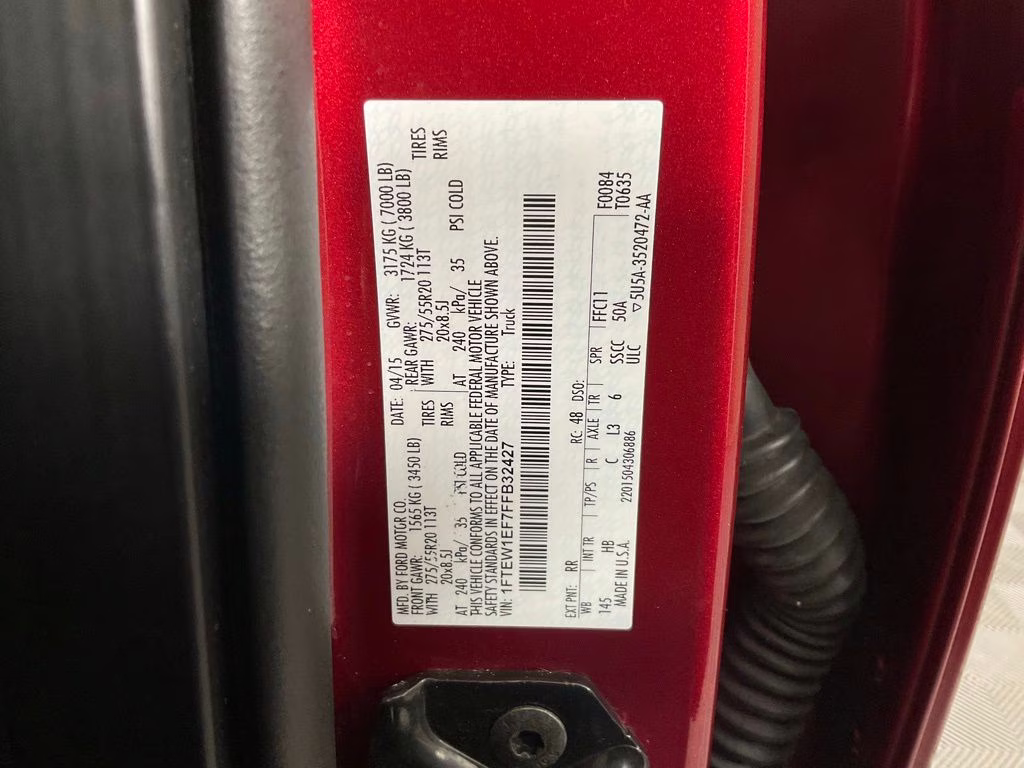 MFD. BY FORD MOTOR CO. DATE: 04/15 GVWR: 3175 KG ( 7000 LB)
FRONT GAWR: 1565 KG ( 3450 LB) REAR GAWR: 1724 KG ( 3800 LB)
WITH 275/55R20 113T TIRES WITH 275/55R20 113T TIRES
20x8.5J RIMS 20x8.5J RIMS
AT 240 kPa/ 35 PSI COLD AT 240 kPa/ 35 PSI COLD
THIS VEHICLE CONFORMS TO ALL APPLICABLE FEDERAL MOTOR VEHICLE
SAFETY STANDARDS IN EFFECT ON THE DATE OF MANUFACTURE SHOWN ABOVE.
VIN: 1FTEW1EF7FFB32427 TYPE: Truck
EXT PNT: RR RC: 48 DSO: F0084
WB INT TR TP/PS R AXLE TR SPR FFC11 T0635
145 HB C L3 6 SSCC 50A
MADE IN U.S.A. 2201504306886 ULC ▽5U5A-3520472-AA